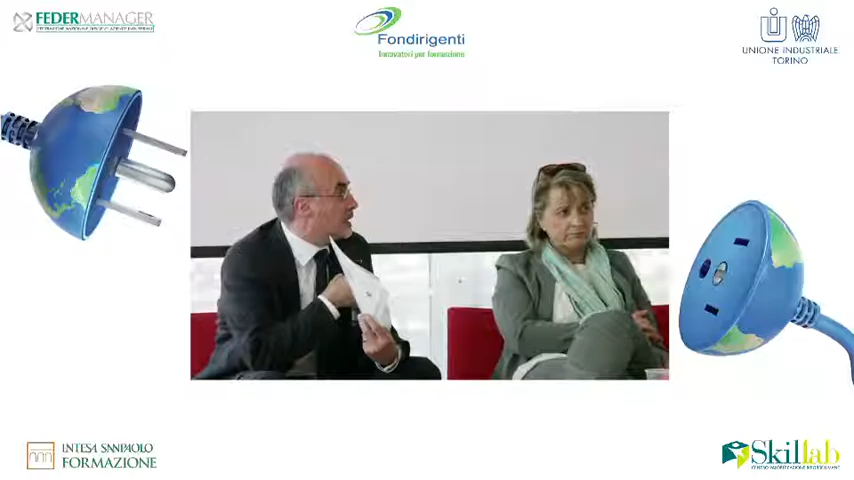 FEDERMANAGER
Fondirigenti
Innovatori per formazione
UNIONE INDUSTRIALE
TORINO
INTESA SANPAOLO
FORMAZIONE
Skillab